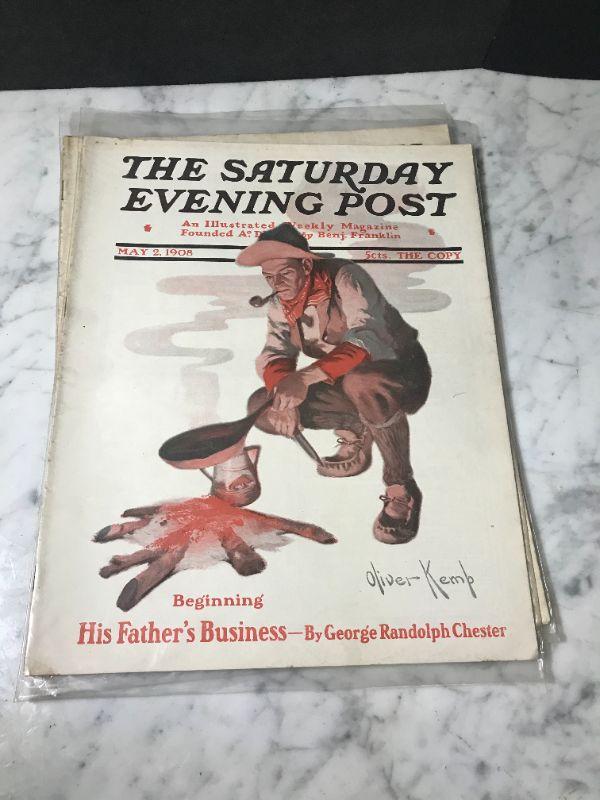 THE SATURDAY
EVENING POST
An Illustrated Weekly Magazine
Founded A° D by Benj. Franklin
MAY 2, 1908 5cts. THE COPY
Oliver Kemp
Beginning
His Father's Business—By George Randolph Chester